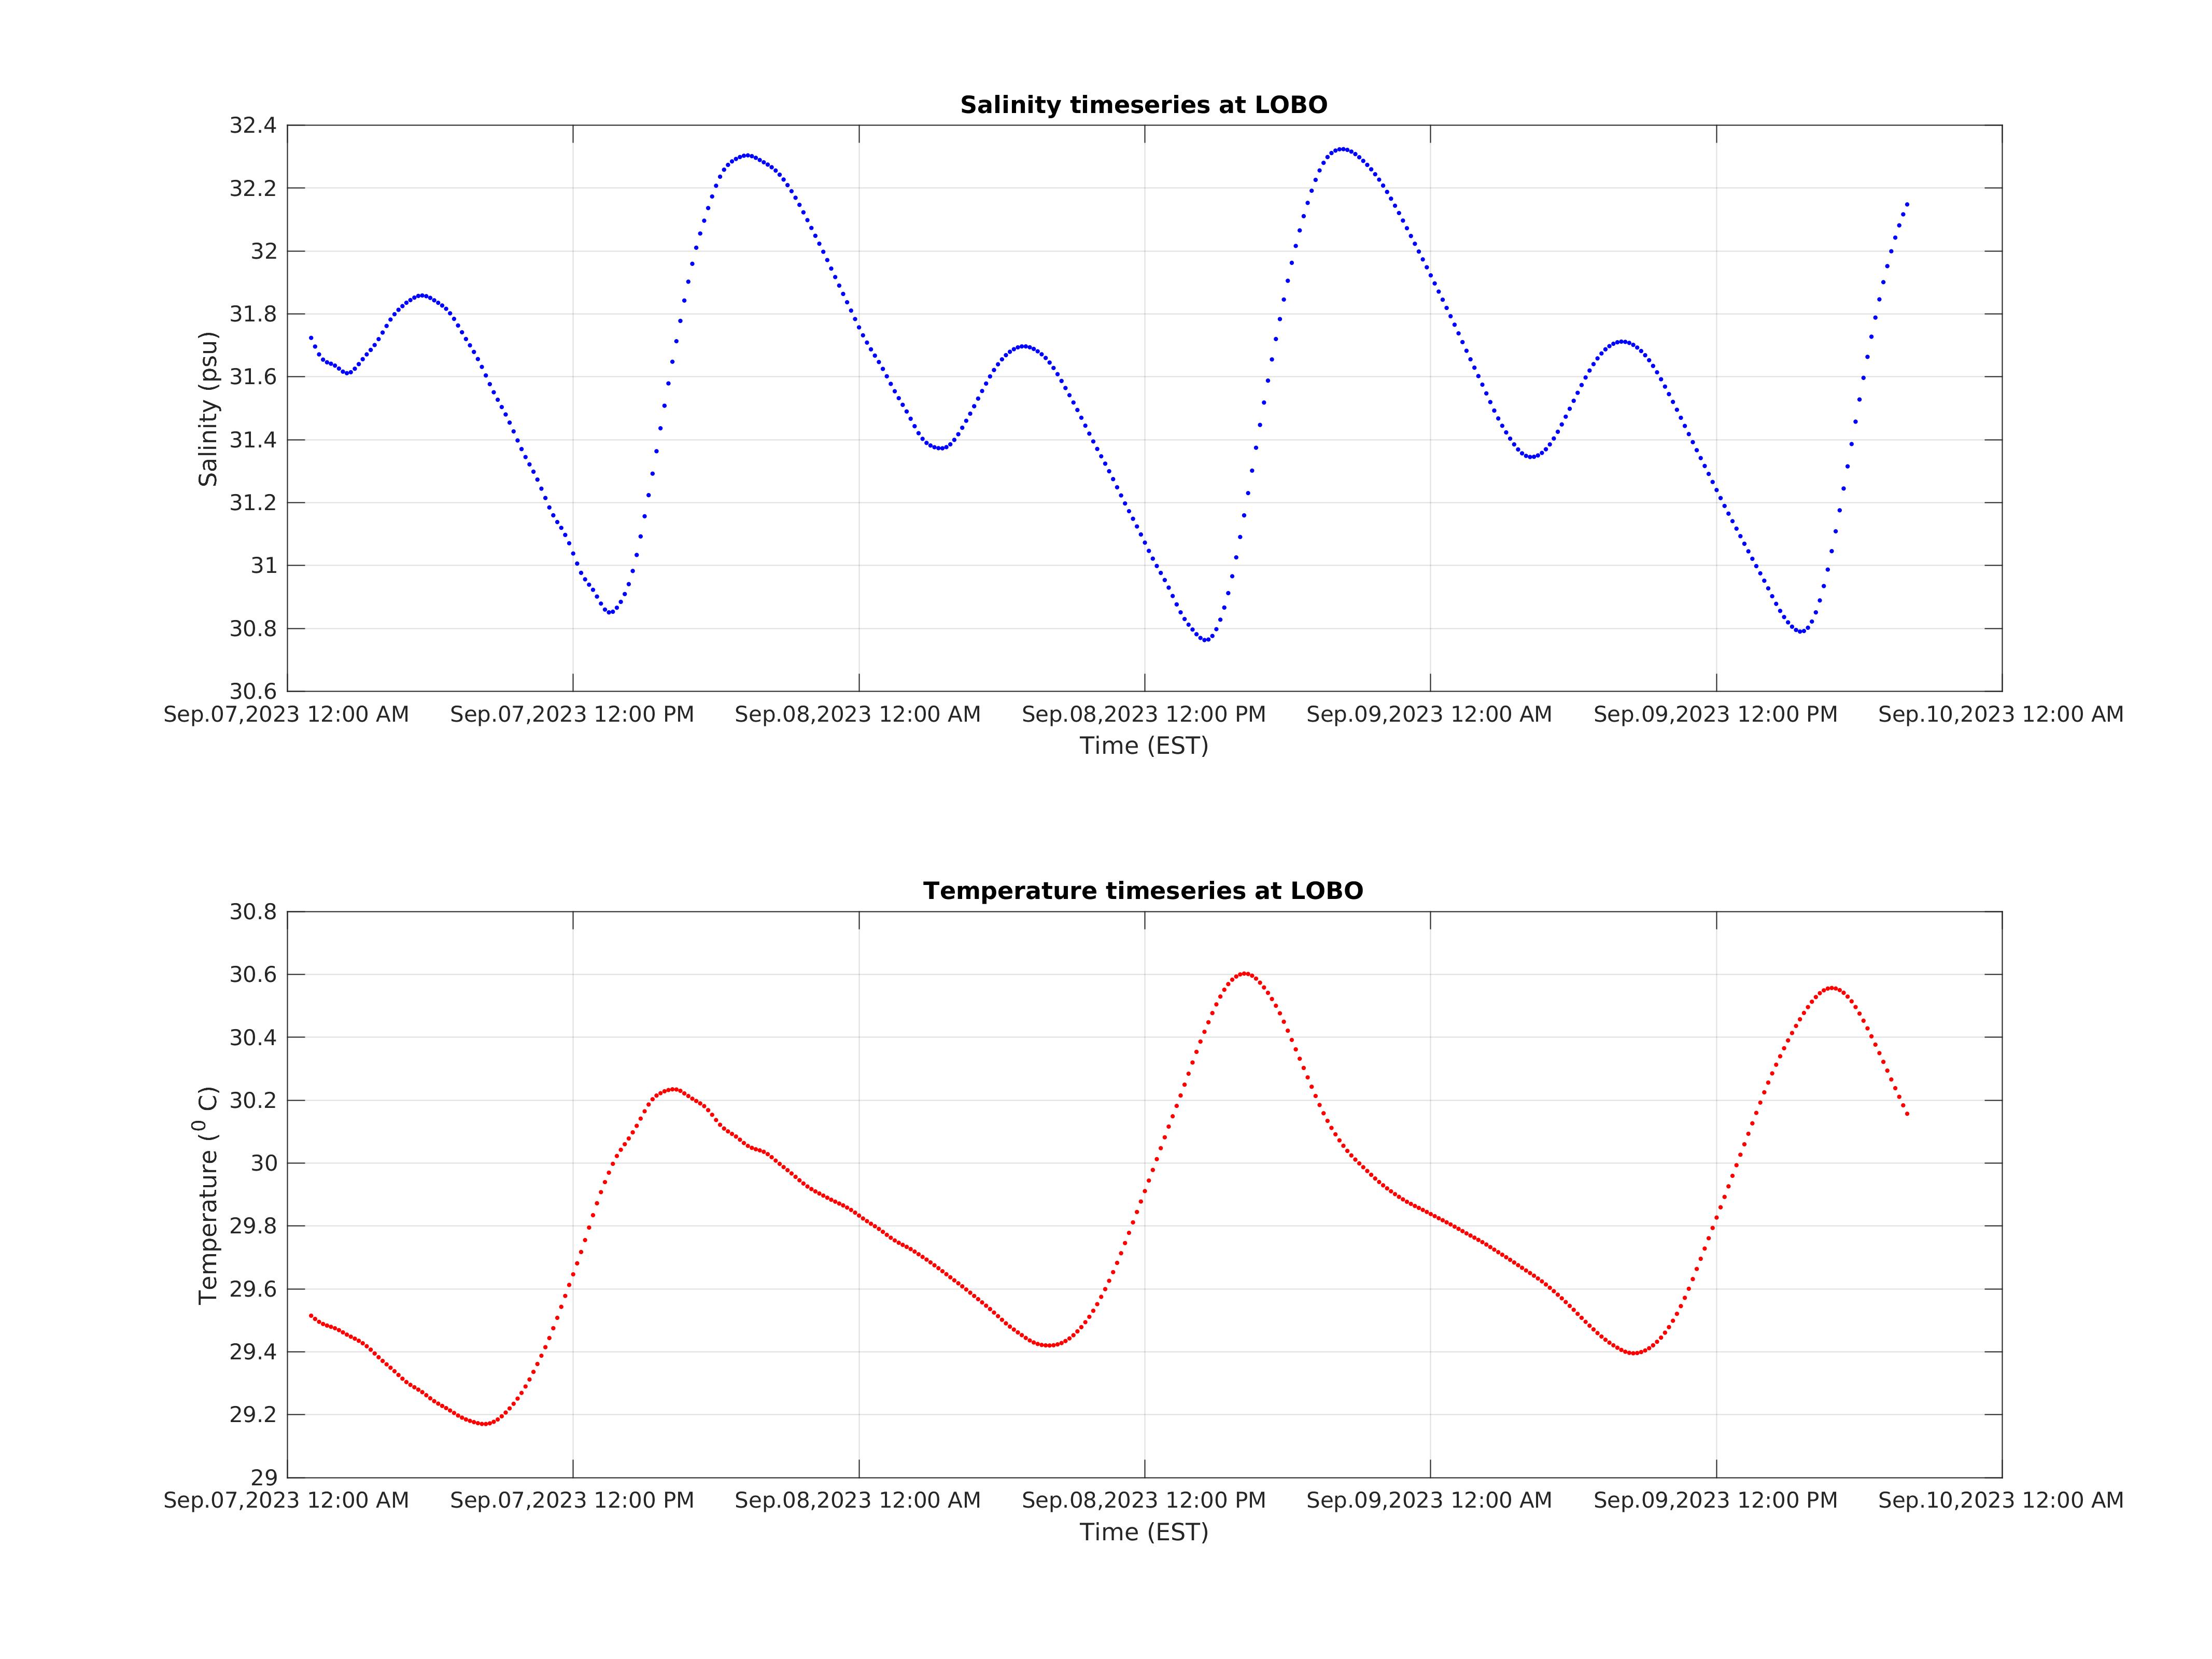 Salinity timeseries at LOBO
32.4
32.2
32
31.8
31.6
31.4
31.2
31
30.8
30.6
Salinity (psu)
Sep.07,2023 12:00 AM Sep.07,2023 12:00 PM Sep.08,2023 12:00 AM Sep.08,2023 12:00 PM Sep.09,2023 12:00 AM Sep.09,2023 12:00 PM Sep.10,2023 12:00 AM
Time (EST)
Temperature timeseries at LOBO
30.8
30.6
30.4
30.2
30
29.8
29.6
29.4
29.2
29
Temperature (⁰ C)
Sep.07,2023 12:00 AM Sep.07,2023 12:00 PM Sep.08,2023 12:00 AM Sep.08,2023 12:00 PM Sep.09,2023 12:00 AM Sep.09,2023 12:00 PM Sep.10,2023 12:00 AM
Time (EST)